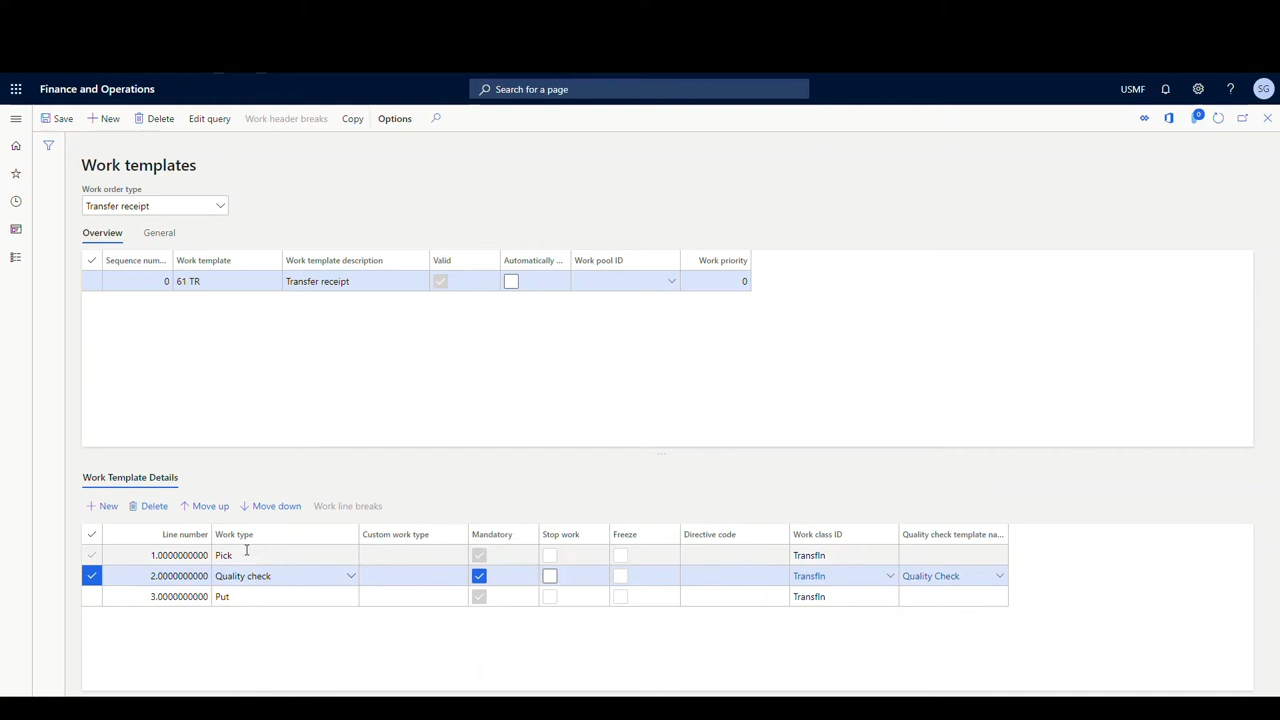 Finance and Operations Search for a page USMF ? SG
Save New Delete Edit query Work header breaks Copy Options 0
Work templates
Work order type
Transfer receipt
Overview General
Sequence num... Work template Work template description Valid Automatically ... Work pool ID Work priority
0 61 TR Transfer receipt 0
...
Work Template Details
New Delete Move up Move down Work line breaks
Line number Work type Custom work type Mandatory Stop work Freeze Directive code Work class ID Quality check template na...
1.0000000000 Pick TransfIn
2.0000000000 Quality check TransfIn Quality Check
3.0000000000 Put TransfIn